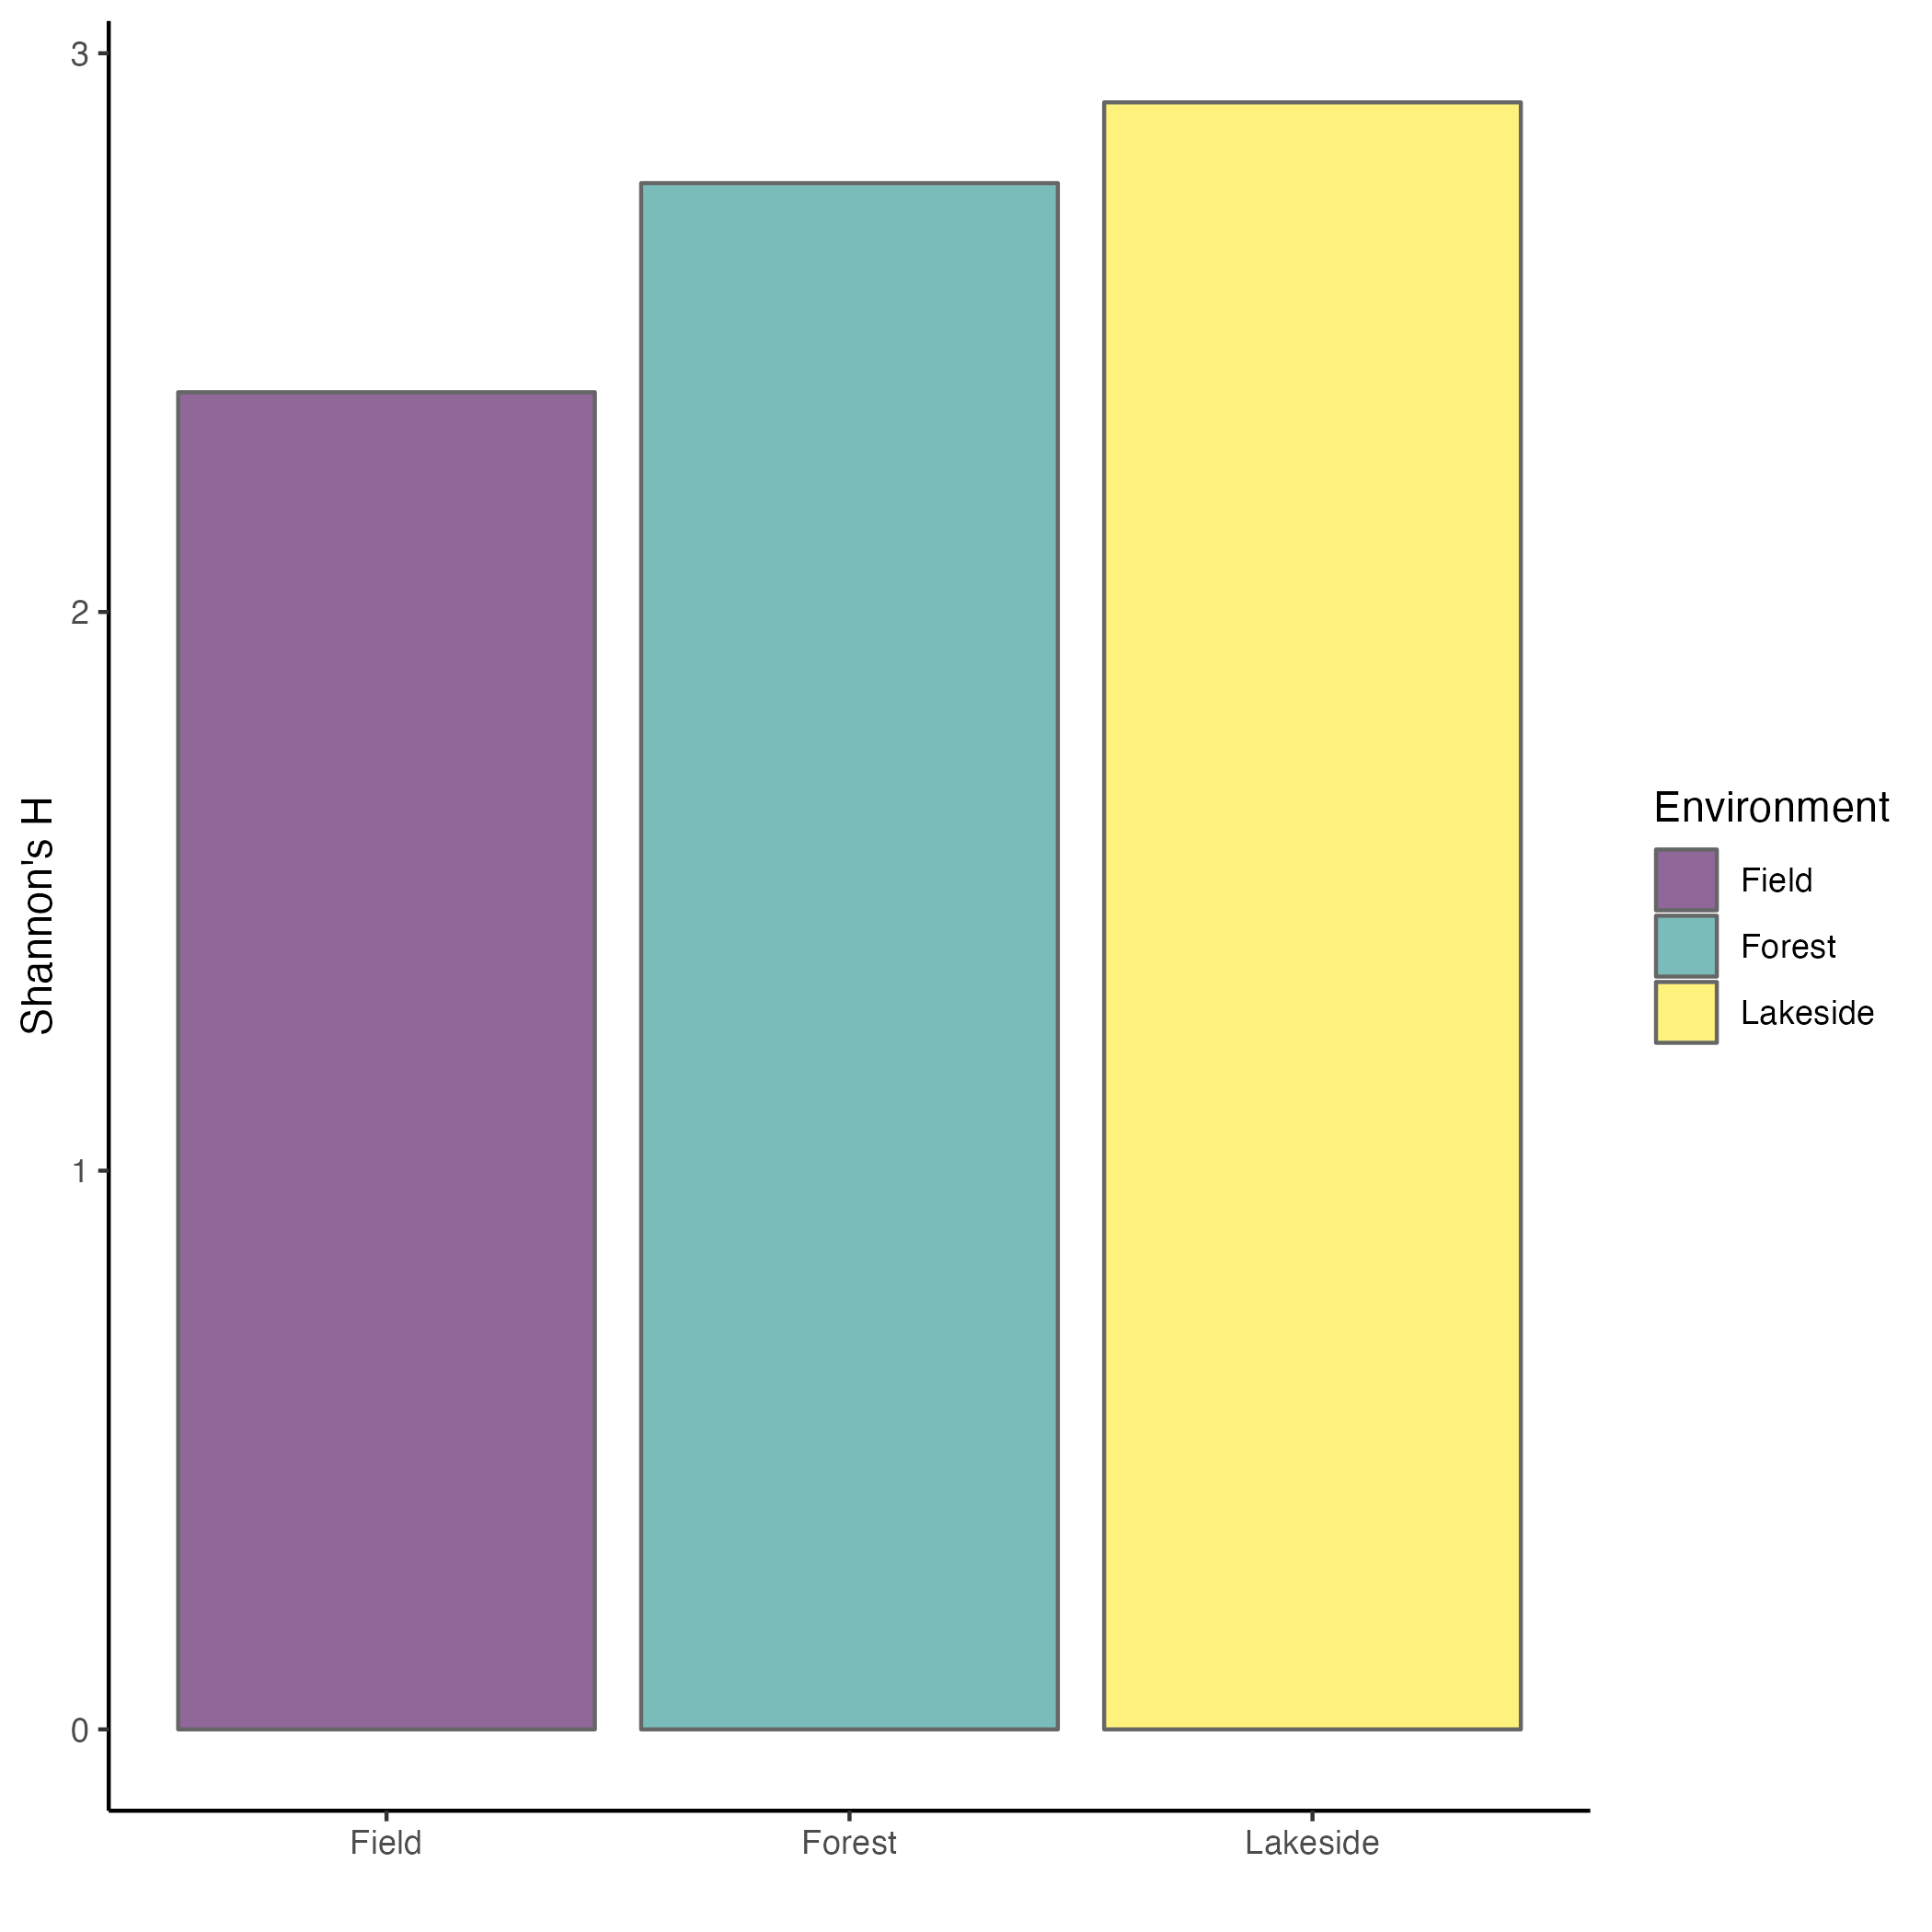 3
2
1
0
Shannon's H
Field
Forest
Lakeside
Environment
Field
Forest
Lakeside